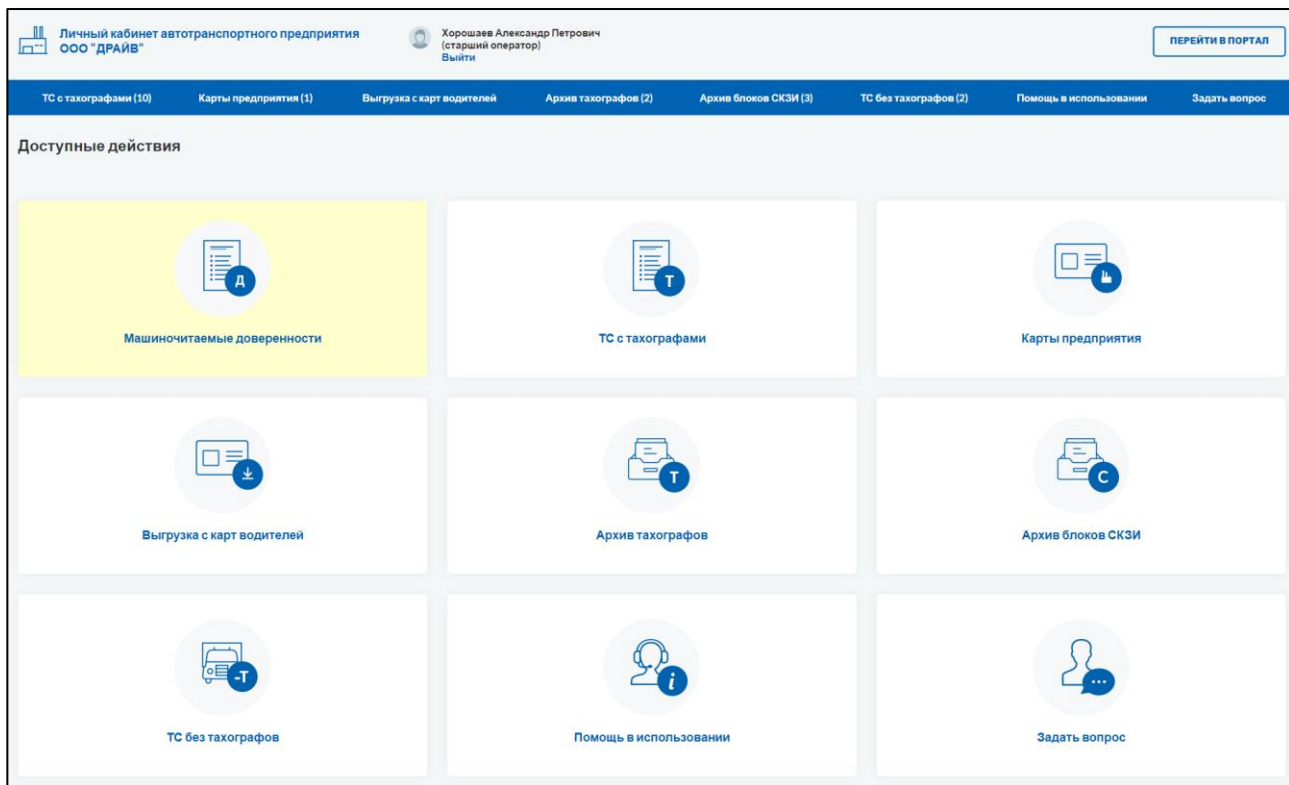 Личный кабинет автотранспортного предприятия
ООО "ДРАЙВ"
Хорошаев Александр Петрович
(старший оператор)
Выйти
ПЕРЕЙТИ В ПОРТАЛ
ТС с тахографами (10) Карты предприятия (1) Выгрузка с карт водителей Архив тахографов (2) Архив блоков СКЗИ (3) ТС без тахографов (2) Помощь в использовании Задать вопрос
Доступные действия
Д
Машиночитаемые доверенности
Т
ТС с тахографами
Карты предприятия
Выгрузка с карт водителей
Т
Архив тахографов
С
Архив блоков СКЗИ
-Т
ТС без тахографов
i
Помощь в использовании
Задать вопрос